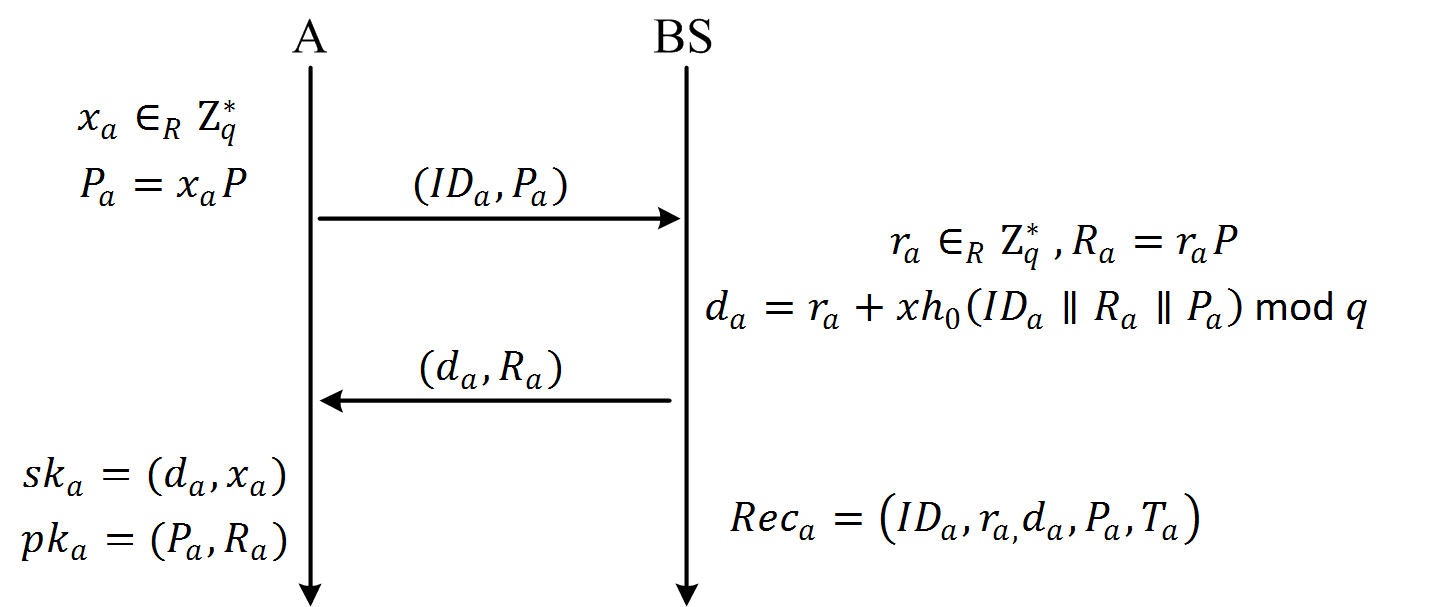 A BS
x_a ∈_R Z_q^*
P_a = x_a P
(ID_a, P_a)
r_a ∈_R Z_q^* , R_a = r_a P
d_a = r_a + xh_0(ID_a ∥ R_a ∥ P_a) mod q
(d_a, R_a)
sk_a = (d_a, x_a)
pk_a = (P_a, R_a)
Rec_a = (ID_a, r_a, d_a, P_a, T_a)